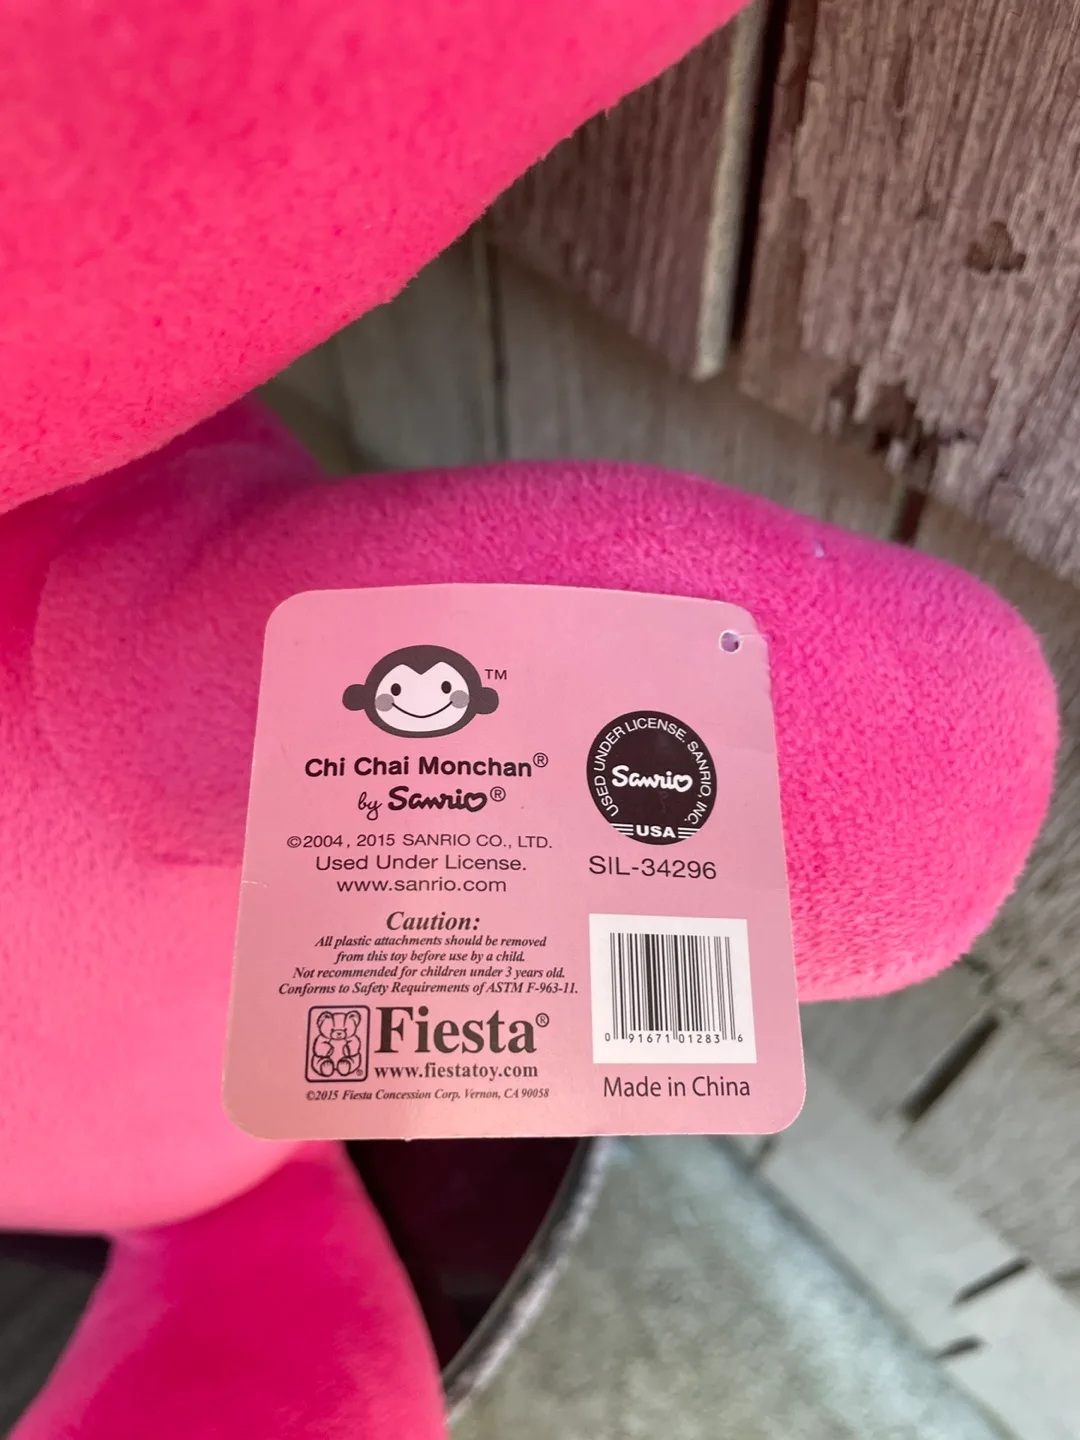 TM
Chi Chai Monchan®
by Sanrio®
©2004, 2015 SANRIO CO., LTD.
Used Under License.
www.sanrio.com
USED UNDER LICENSE. SANRIO, INC.
Sanrio
USA
SIL-34296
Caution:
All plastic attachments should be removed
from this toy before use by a child.
Not recommended for children under 3 years old.
Conforms to Safety Requirements of ASTM F-963-11.
Fiesta®
www.fiestatoy.com
©2015 Fiesta Concession Corp. Vernon, CA 90058
0 91671 01283 6
Made in China